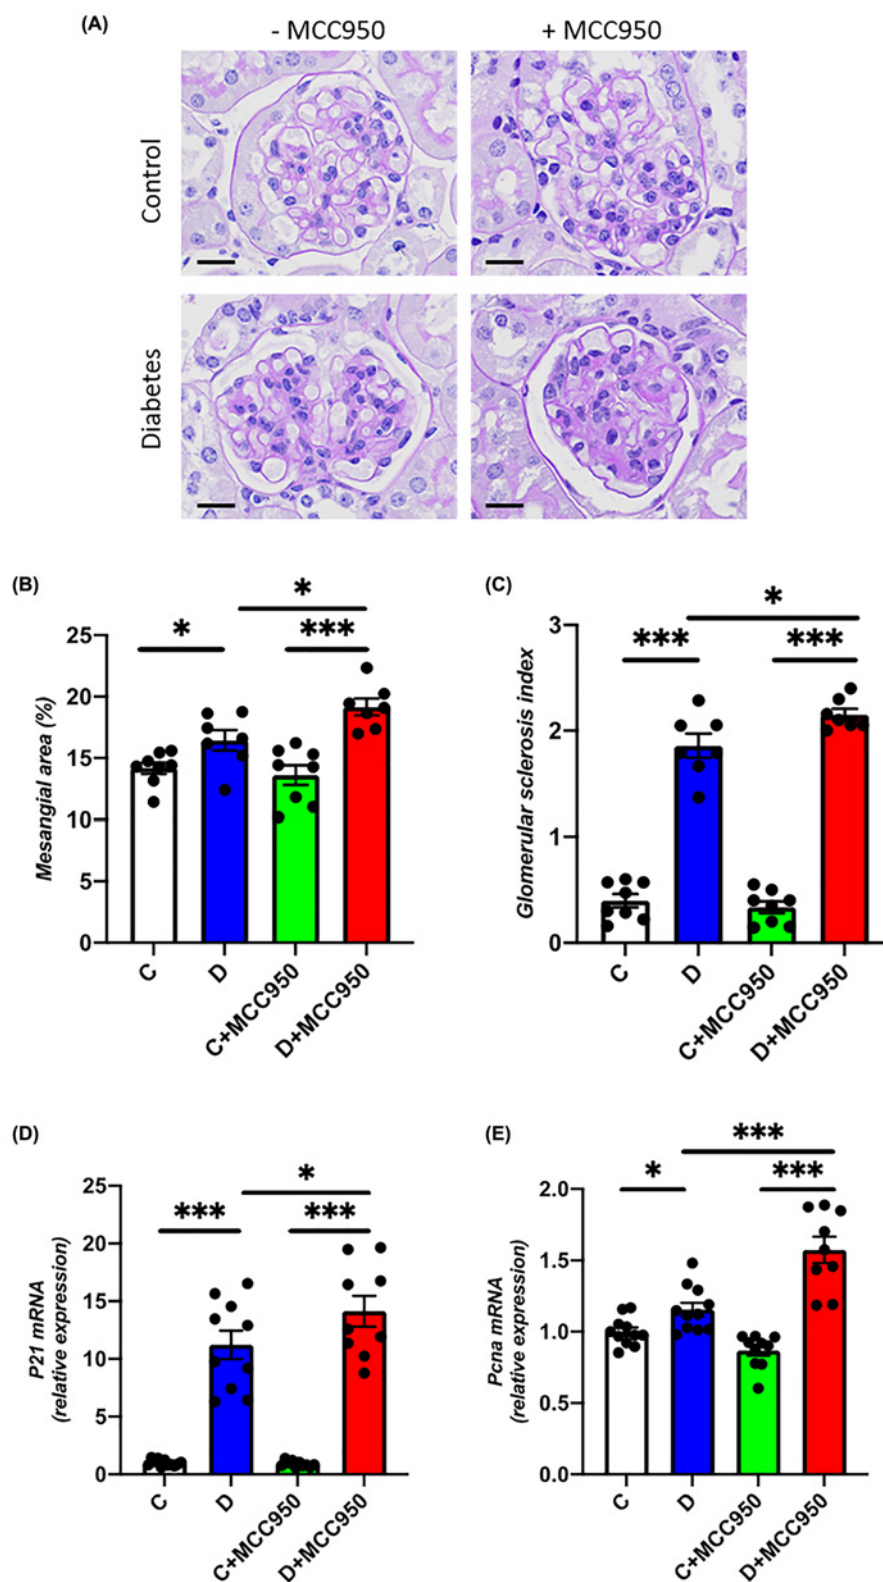 (A)
- MCC950
+ MCC950
Control
Diabetes
(B)
*
*
***
Mesangial area (%)
25
20
15
10
5
0
C
D
C+MCC950
D+MCC950
(C)
*
***
***
Glomerular sclerosis index
3
2
1
0
C
D
C+MCC950
D+MCC950
(D)
*
***
***
P21 mRNA
(relative expression)
25
20
15
10
5
0
C
D
C+MCC950
D+MCC950
(E)
***
*
***
Pcna mRNA
(relative expression)
2.0
1.5
1.0
0.5
0.0
C
D
C+MCC950
D+MCC950